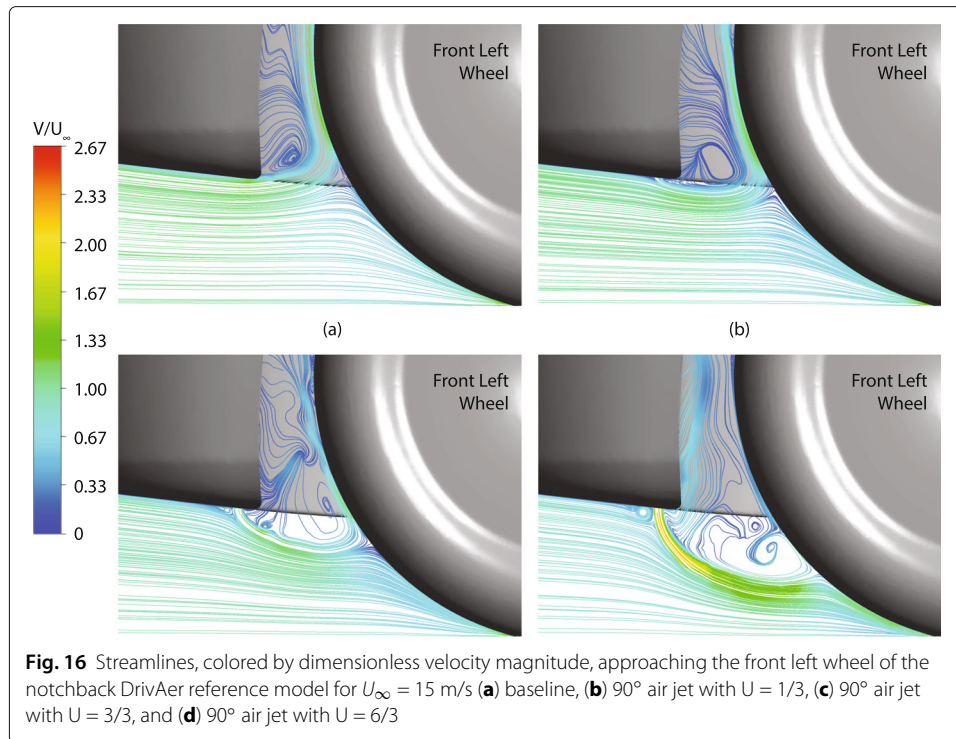 Front Left
Wheel
Front Left
Wheel
V/U∞
2.67
2.33
2.00
1.67
1.33
1.00
0.67
0.33
0
(a)
(b)
Front Left
Wheel
Front Left
Wheel
Fig. 16 Streamlines, colored by dimensionless velocity magnitude, approaching the front left wheel of the
notchback DrivAer reference model for U∞ = 15 m/s (a) baseline, (b) 90° air jet with U = 1/3, (c) 90° air jet
with U = 3/3, and (d) 90° air jet with U = 6/3